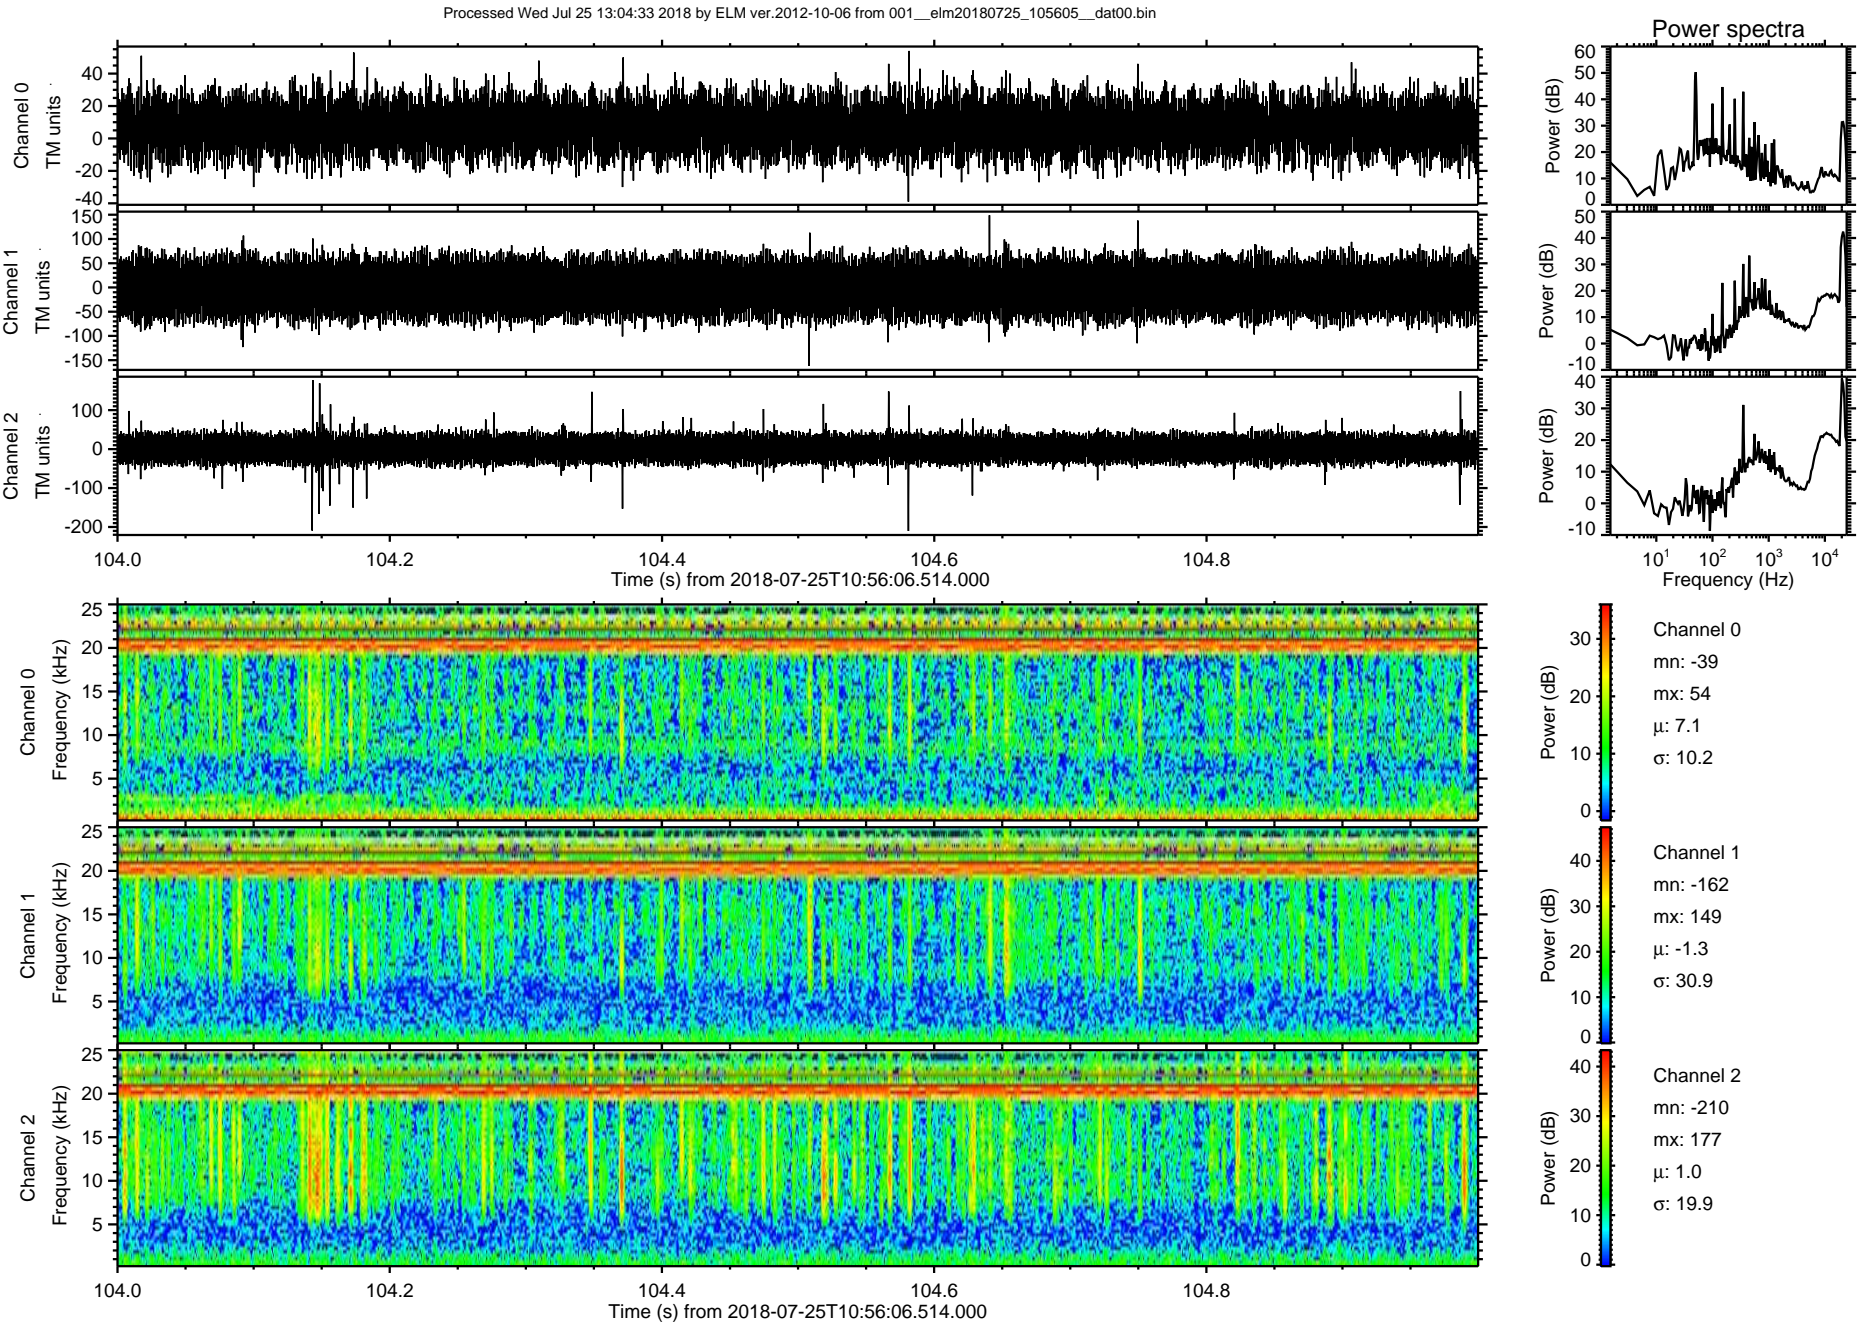 Processed Wed Jul 25 13:04:33 2018 by ELM ver.2012-10-06 from 001__elm20180725_105605__dat00.bin
Power spectra
Channel 0
TM units
40
20
0
-20
-40
Power (dB)
60
50
40
30
20
10
0
Channel 1
TM units
150
100
50
0
-50
-100
-150
Power (dB)
50
40
30
20
10
0
-10
Channel 2
TM units
100
0
-100
-200
Power (dB)
40
30
20
10
0
-10
104.0 104.2 104.4 104.6 104.8
Time (s) from 2018-07-25T10:56:06.514.000
10¹ 10² 10³ 10⁴
Frequency (Hz)
Channel 0
Frequency (kHz)
25
20
15
10
5
Power (dB)
30
20
10
0
Channel 0
mn: -39
mx: 54
μ: 7.1
σ: 10.2
Channel 1
Frequency (kHz)
25
20
15
10
5
Power (dB)
40
30
20
10
0
Channel 1
mn: -162
mx: 149
μ: -1.3
σ: 30.9
Channel 2
Frequency (kHz)
25
20
15
10
5
Power (dB)
40
30
20
10
0
Channel 2
mn: -210
mx: 177
μ: 1.0
σ: 19.9
104.0 104.2 104.4 104.6 104.8
Time (s) from 2018-07-25T10:56:06.514.000